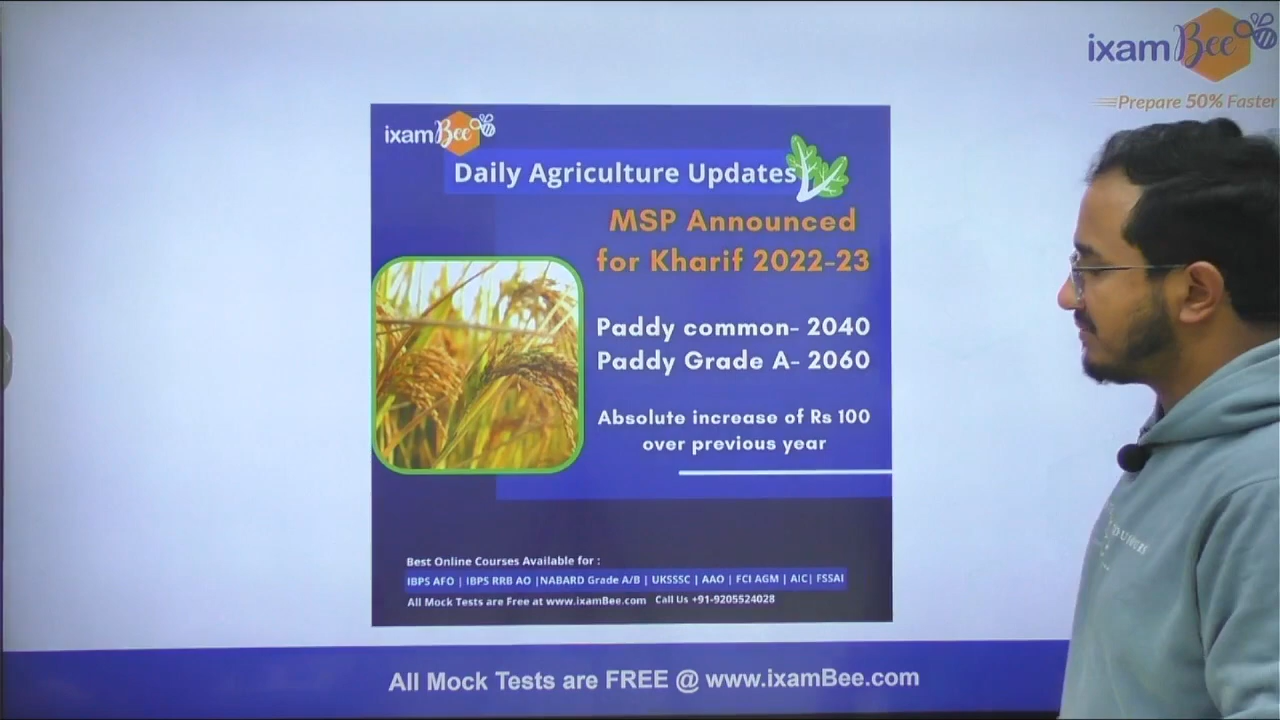 ixamBee
Prepare 50% Faster
ixamBee
Daily Agriculture Updates
MSP Announced
for Kharif 2022-23
Paddy common- 2040
Paddy Grade A- 2060
Absolute increase of Rs 100
over previous year
Best Online Courses Available for :
IBPS AFO | IBPS RRB AO |NABARD Grade A/B | UKSSSC | AAO | FCI AGM | AIC| FSSAI
All Mock Tests are Free at www.ixamBee.com Call Us +91-9205524028
All Mock Tests are FREE @ www.ixamBee.com